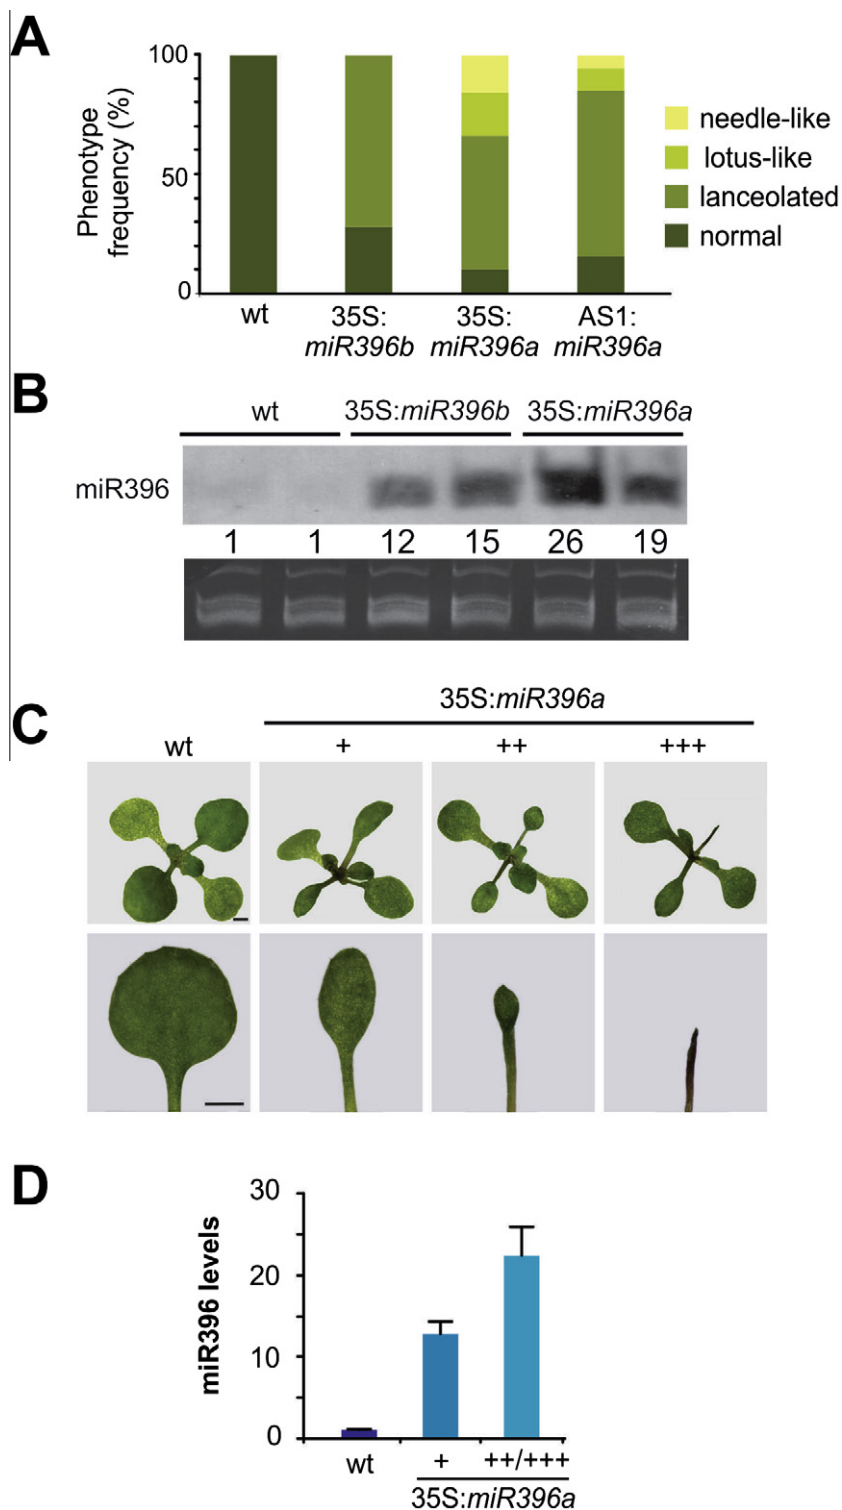 A
Phenotype
frequency (%)
100
50
0
needle-like
lotus-like
lanceolated
normal
wt
35S:
miR396b
35S:
miR396a
AS1:
miR396a
B
wt
35S:miR396b
35S:miR396a
miR396
1 1 12 15 26 19
C
35S:miR396a
wt + ++ +++
D
miR396 levels
30
20
10
0
wt
+
++/+++
35S:miR396a